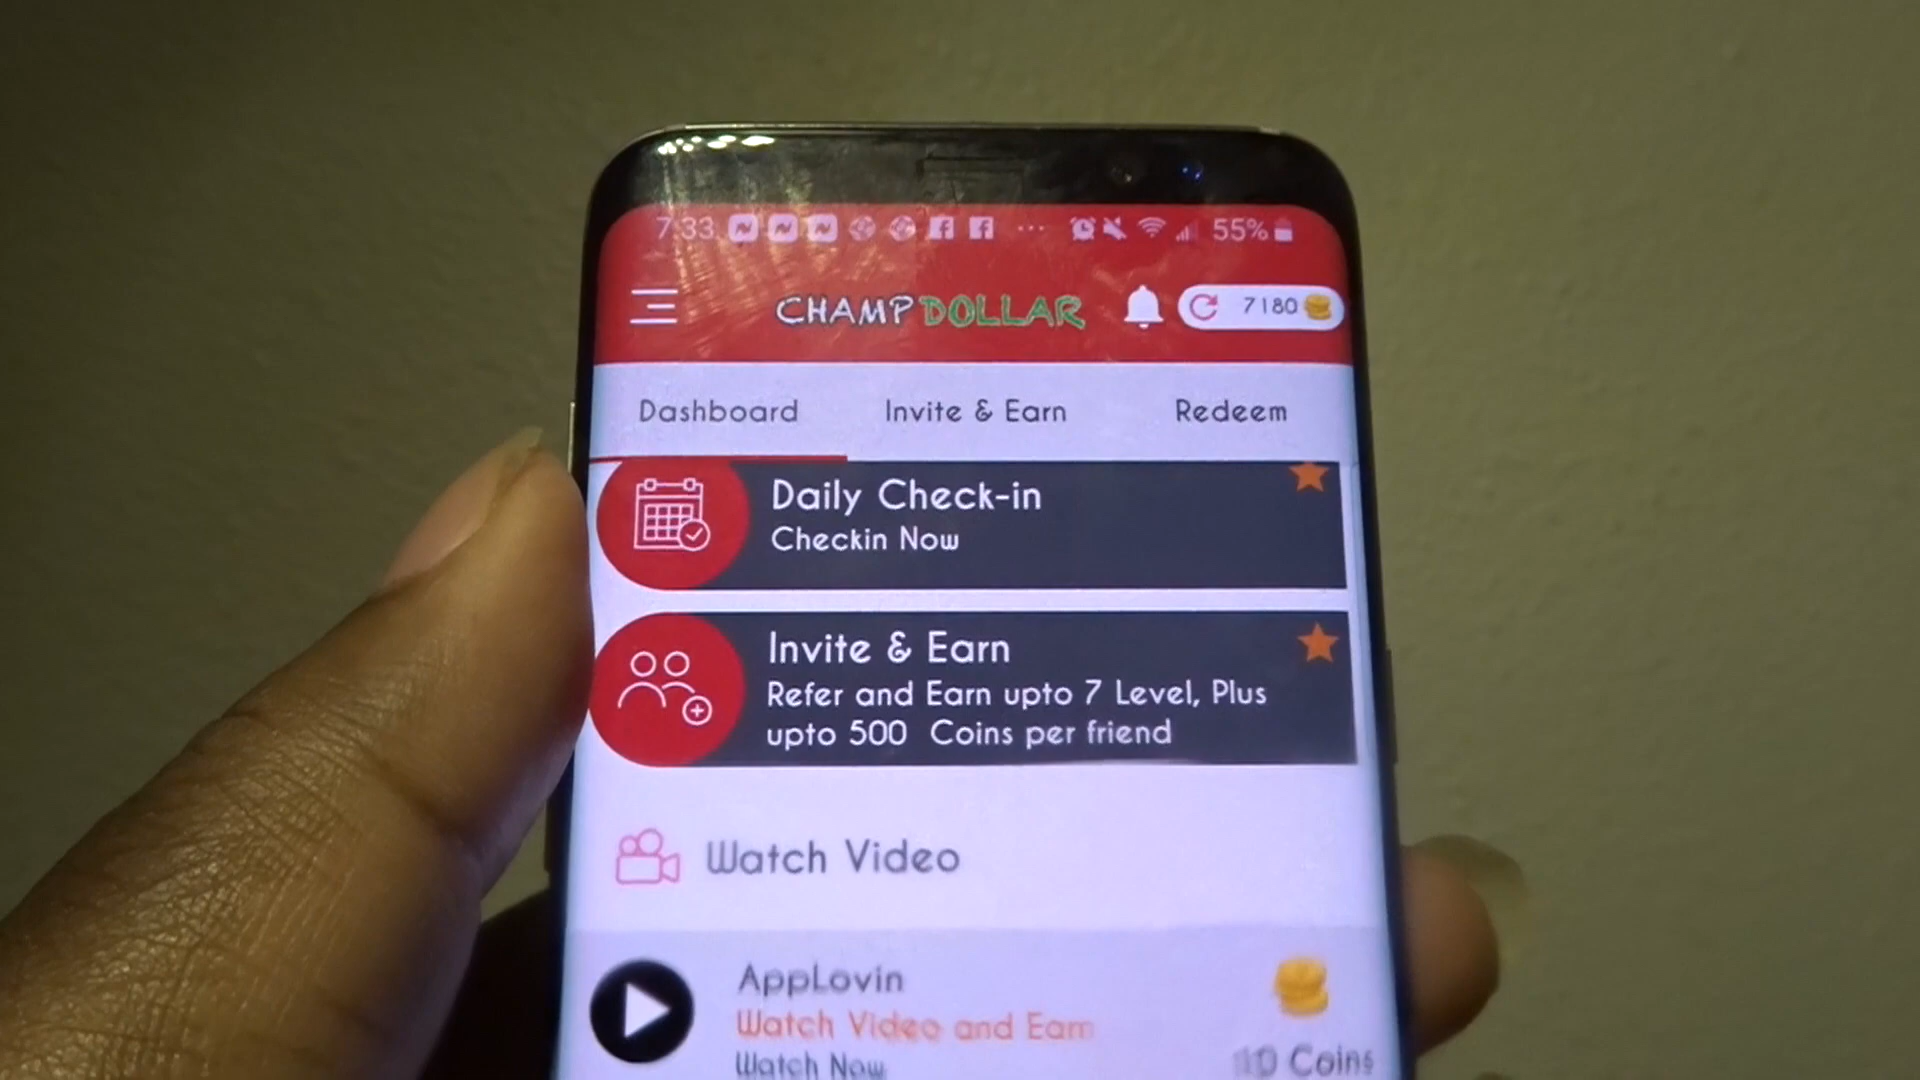 7:33 55%
CHAMP DOLLAR 7180
Dashboard Invite & Earn Redeem
Daily Check-in
Checkin Now
Invite & Earn
Refer and Earn upto 7 Level, Plus
upto 500 Coins per friend
Watch Video
AppLovin
Watch Video and Earn
Watch Now
10 Coins